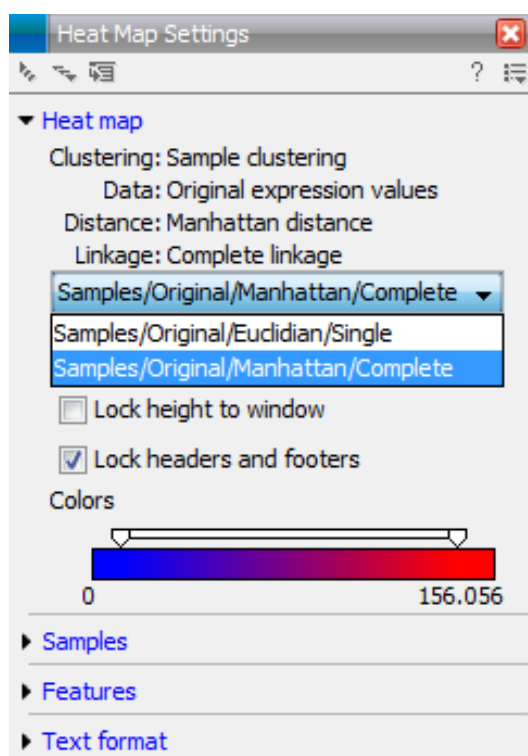 Heat Map Settings
?
Heat map
Clustering: Sample clustering
Data: Original expression values
Distance: Manhattan distance
Linkage: Complete linkage
Samples/Original/Manhattan/Complete
Samples/Original/Euclidian/Single
Samples/Original/Manhattan/Complete
Lock height to window
Lock headers and footers
Colors
0 156.056
Samples
Features
Text format